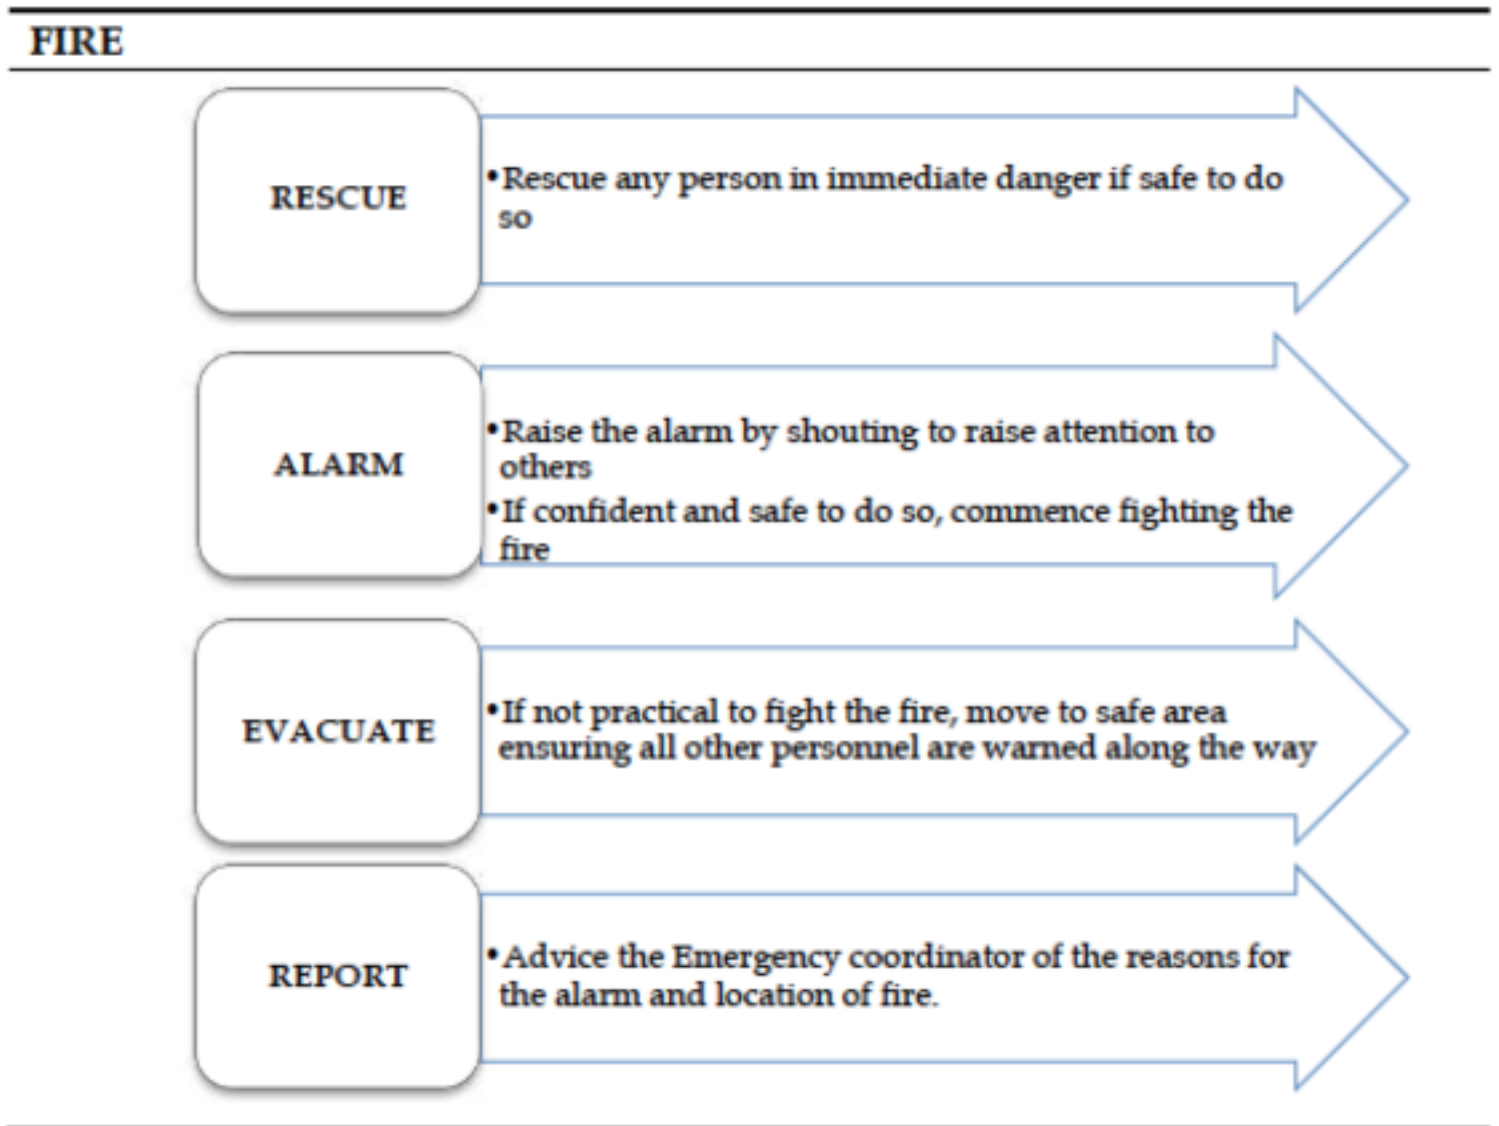 FIRE
RESCUE
•Rescue any person in immediate danger if safe to do
so
ALARM
•Raise the alarm by shouting to raise attention to
others
•If confident and safe to do so, commence fighting the
fire
EVACUATE
•If not practical to fight the fire, move to safe area
ensuring all other personnel are warned along the way
REPORT
•Advice the Emergency coordinator of the reasons for
the alarm and location of fire.